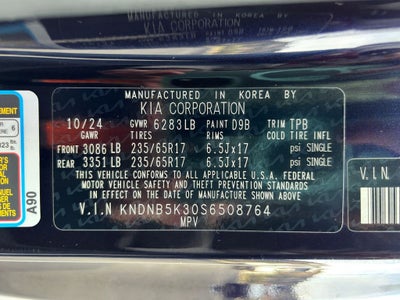 MANUFACTURED IN KOREA BY
KIA CORPORATION
10/24 GVWR 6283LB PAINT D9B TRIM TPB
GAWR TIRES RIMS COLD TIRE INFL
FRONT 3086 LB 235/65R17 6.5Jx17 psi SINGLE
REAR 3351 LB 235/65R17 6.5Jx17 psi SINGLE
THIS VEHICLE CONFORMS TO ALL APPLICABLE U.S.A. FEDERAL
MOTOR VEHICLE SAFETY STANDARDS
IN EFFECT ON THE DATE OF MANUFACTURE SHOWN ABOVE
V.I.N KNDNB5K30S6508764
MPV
A90
V.I.N
6